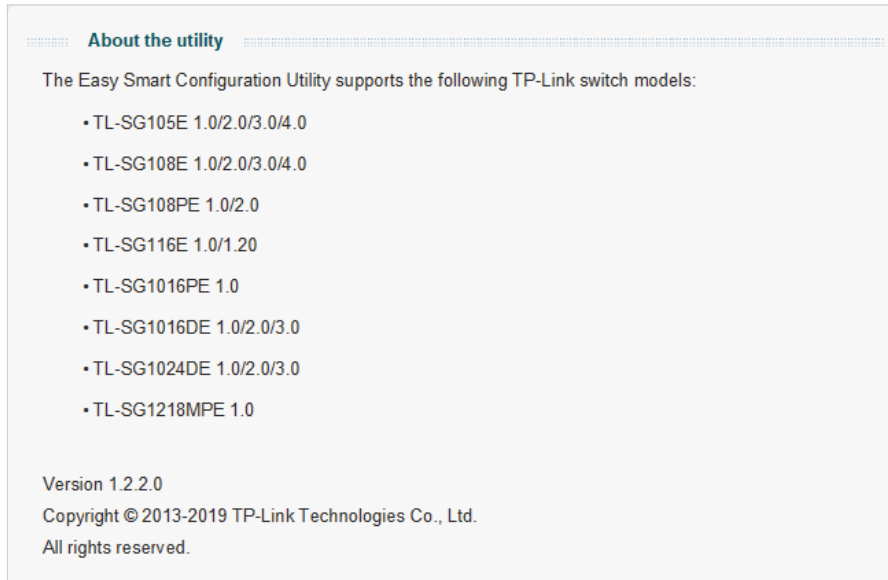 About the utility
The Easy Smart Configuration Utility supports the following TP-Link switch models:
• TL-SG105E 1.0/2.0/3.0/4.0
• TL-SG108E 1.0/2.0/3.0/4.0
• TL-SG108PE 1.0/2.0
• TL-SG116E 1.0/1.20
• TL-SG1016PE 1.0
• TL-SG1016DE 1.0/2.0/3.0
• TL-SG1024DE 1.0/2.0/3.0
• TL-SG1218MPE 1.0
Version 1.2.2.0
Copyright © 2013-2019 TP-Link Technologies Co., Ltd.
All rights reserved.